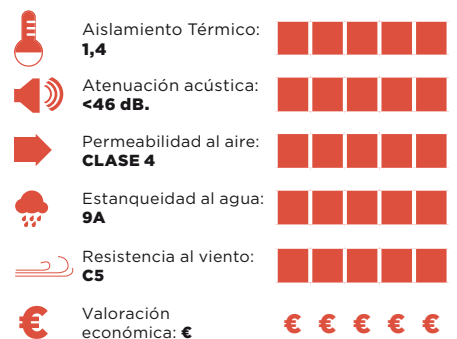 Aislamiento Térmico:
1,4
Atenuación acústica:
<46 dB.
Permeabilidad al aire:
CLASE 4
Estanqueidad al agua:
9A
Resistencia al viento:
C5
€
Valoración
económica: €
€ € € € €